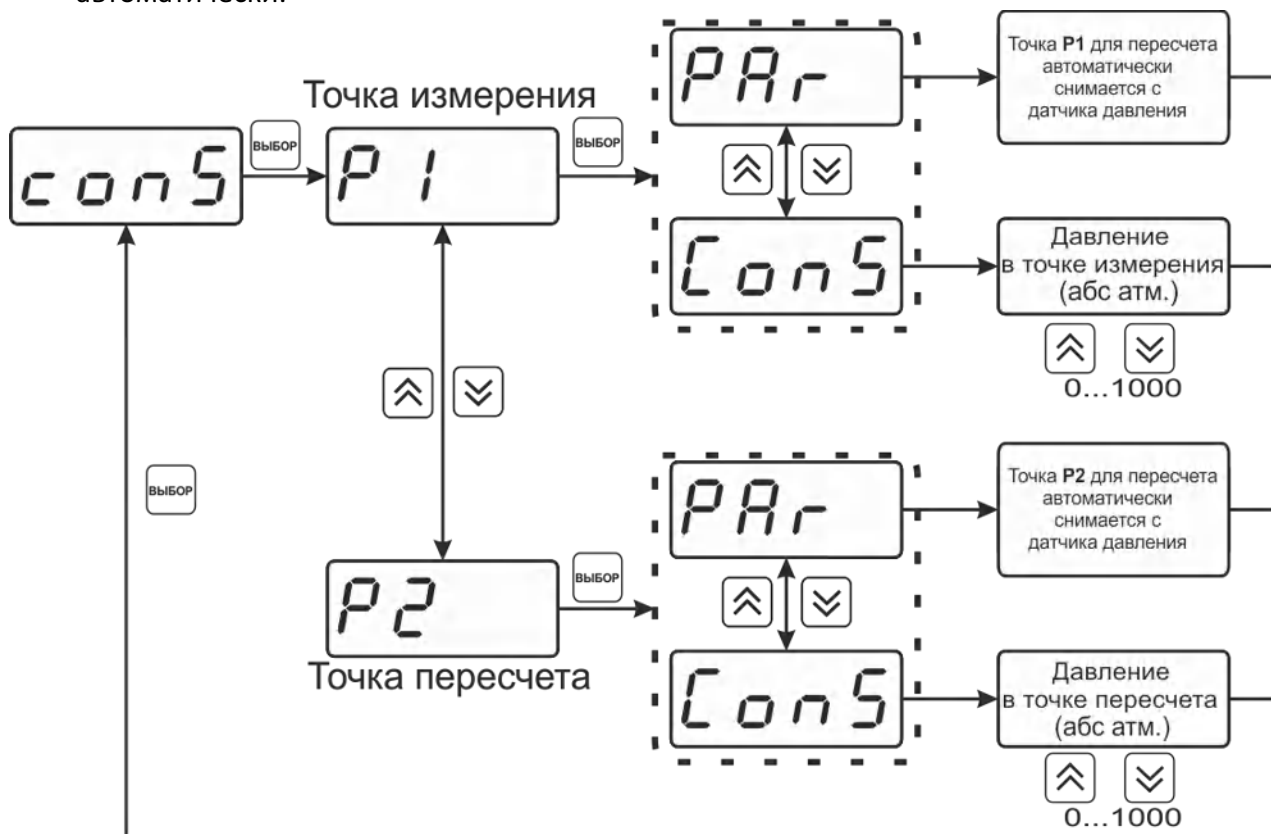 автоматически.
Точка измерения
conS
ВЫБОР
P1
ВЫБОР
PAr
Точка P1 для пересчета
автоматически
снимается с
датчика давления
ConS
Давление
в точке измерения
(абс атм.)
0...1000
ВЫБОР
P2
Точка пересчета
ВЫБОР
PAr
Точка P2 для пересчета
автоматически
снимается с
датчика давления
ConS
Давление
в точке пересчета
(абс атм.)
0...1000